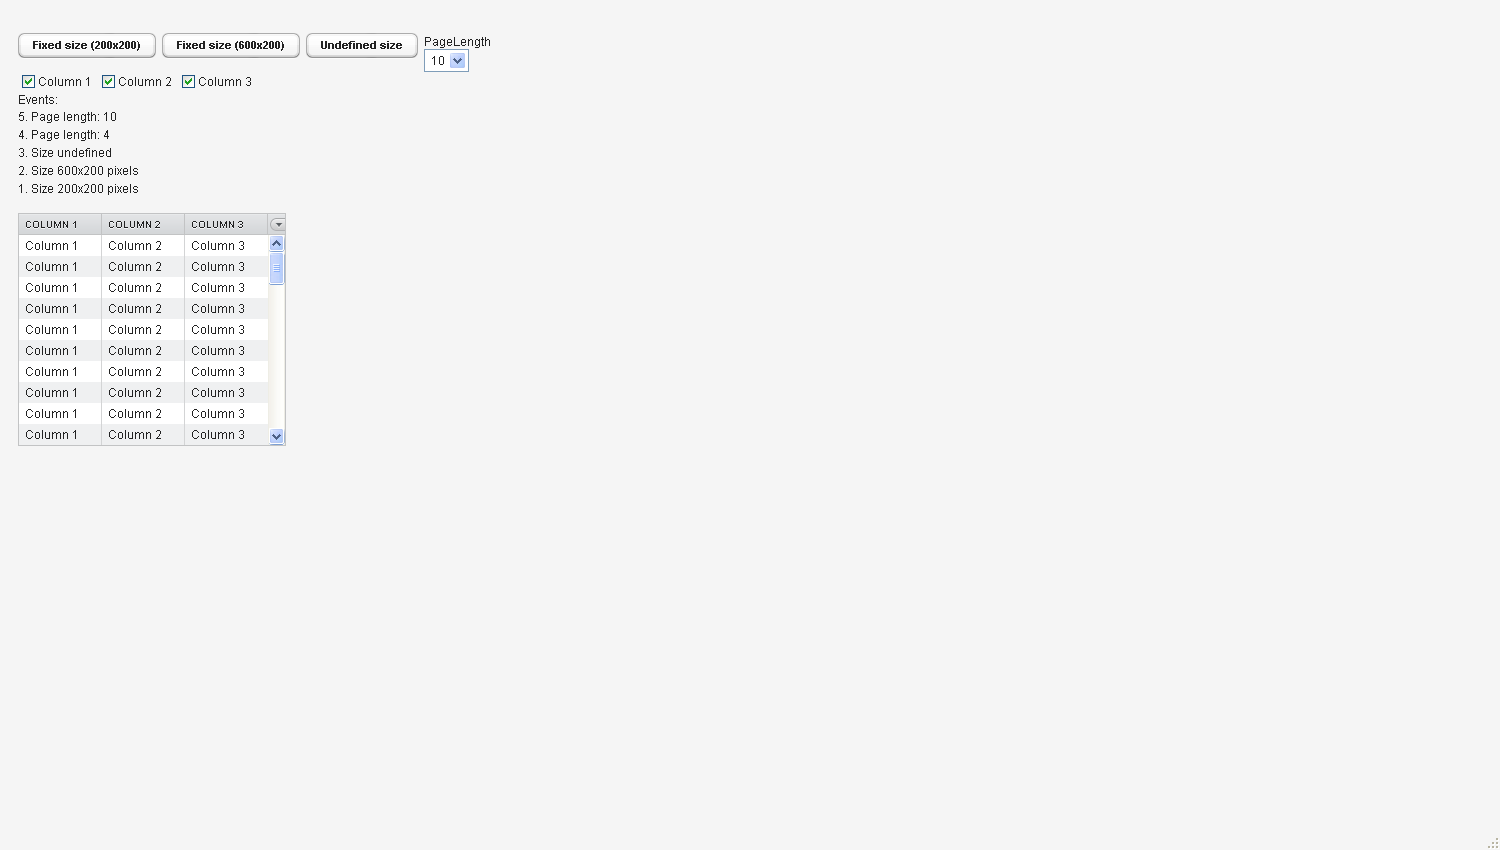 Fixed size (200x200) Fixed size (600x200) Undefined size PageLength
10
Column 1 Column 2 Column 3
Events:
5. Page length: 10
4. Page length: 4
3. Size undefined
2. Size 600x200 pixels
1. Size 200x200 pixels
COLUMN 1 COLUMN 2 COLUMN 3
Column 1 Column 2 Column 3
Column 1 Column 2 Column 3
Column 1 Column 2 Column 3
Column 1 Column 2 Column 3
Column 1 Column 2 Column 3
Column 1 Column 2 Column 3
Column 1 Column 2 Column 3
Column 1 Column 2 Column 3
Column 1 Column 2 Column 3
Column 1 Column 2 Column 3